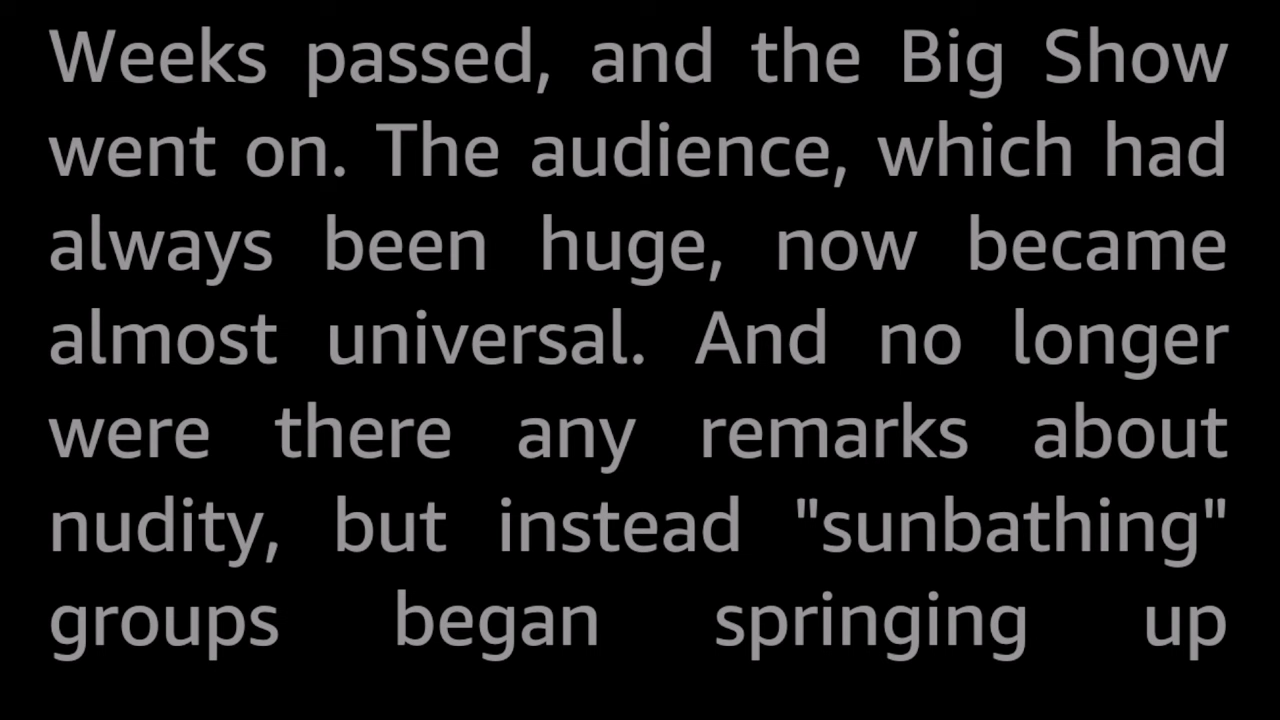 Weeks passed, and the Big Show
went on. The audience, which had
always been huge, now became
almost universal. And no longer
were there any remarks about
nudity, but instead "sunbathing"
groups began springing up